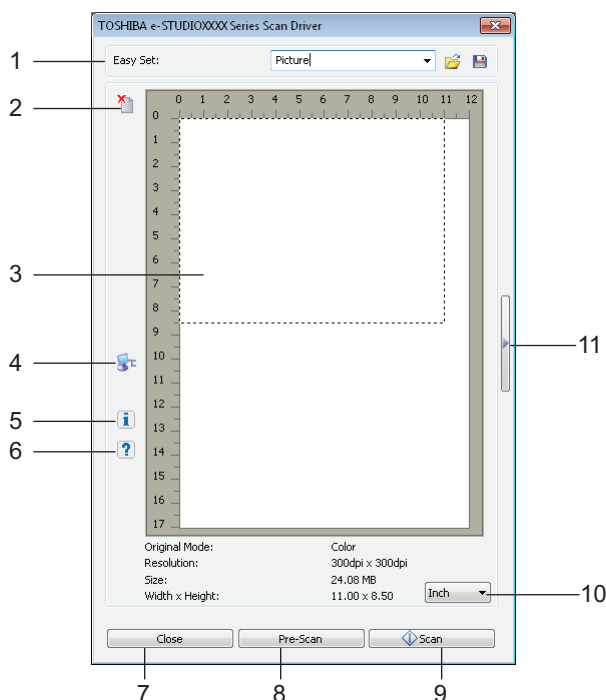 TOSHIBA e-STUDIOXXXX Series Scan Driver
1
Easy Set:
Picture
2
0 1 2 3 4 5 6 7 8 9 10 11 12
0
1
2
3
4
5
6
7
8
9
10
11
12
13
14
15
16
17
3
4
5
6
11
Original Mode: Color
Resolution: 300dpi x 300dpi
Size: 24.08 MB
Width x Height: 11.00 x 8.50
Inch
10
Close Pre-Scan Scan
7 8 9